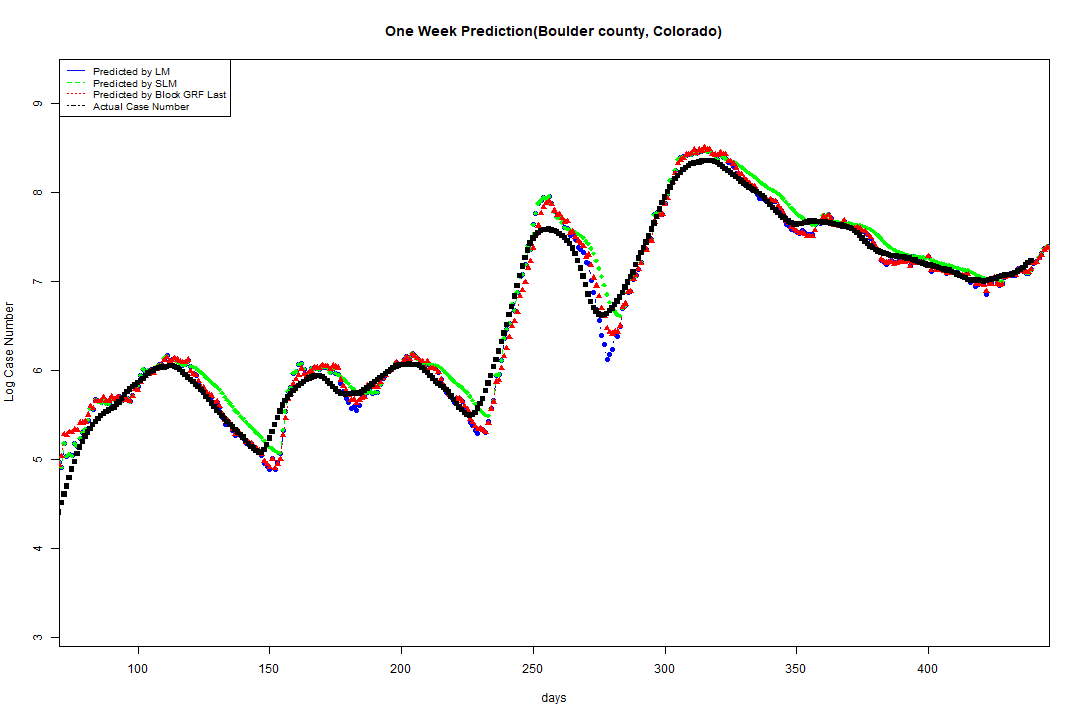 One Week Prediction(Boulder county, Colorado)
Predicted by LM
Predicted by SLM
Predicted by Block GRF Last
Actual Case Number
9
8
7
6
5
4
3
Log Case Number
100 150 200 250 300 350 400
days